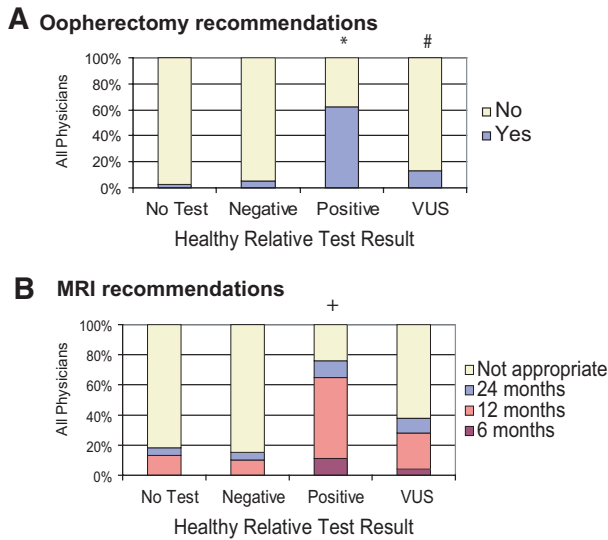 A Oopherectomy recommendations
* #
100%
80%
60%
40%
20%
0%
All Physicians
No
Yes
No Test Negative Positive VUS
Healthy Relative Test Result
B MRI recommendations
+
100%
80%
60%
40%
20%
0%
All Physicians
Not appropriate
24 months
12 months
6 months
No Test Negative Positive VUS
Healthy Relative Test Result